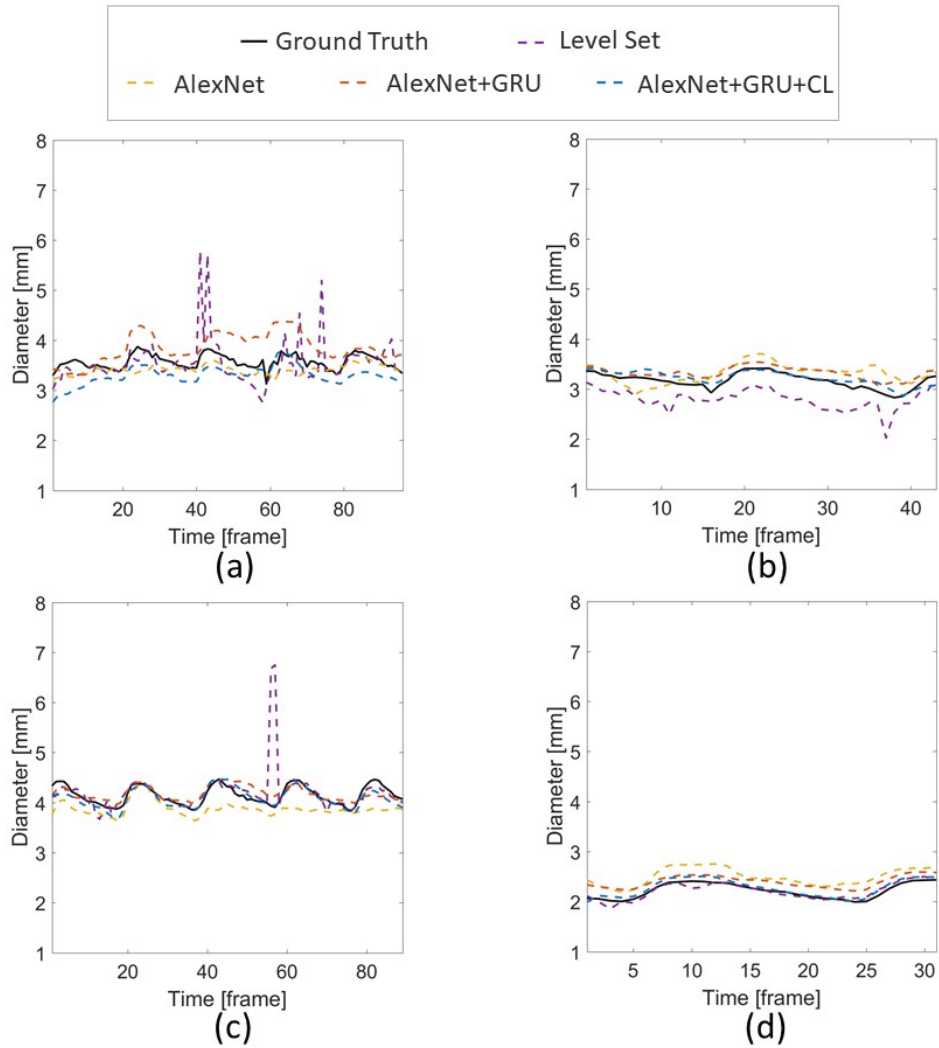 Ground Truth Level Set
AlexNet AlexNet+GRU AlexNet+GRU+CL
8
7
6
5
4
3
2
1
Diameter [mm]
20 40 60 80
Time [frame]
(a)
8
7
6
5
4
3
2
1
Diameter [mm]
10 20 30 40
Time [frame]
(b)
8
7
6
5
4
3
2
1
Diameter [mm]
20 40 60 80
Time [frame]
(c)
8
7
6
5
4
3
2
1
Diameter [mm]
5 10 15 20 25 30
Time [frame]
(d)